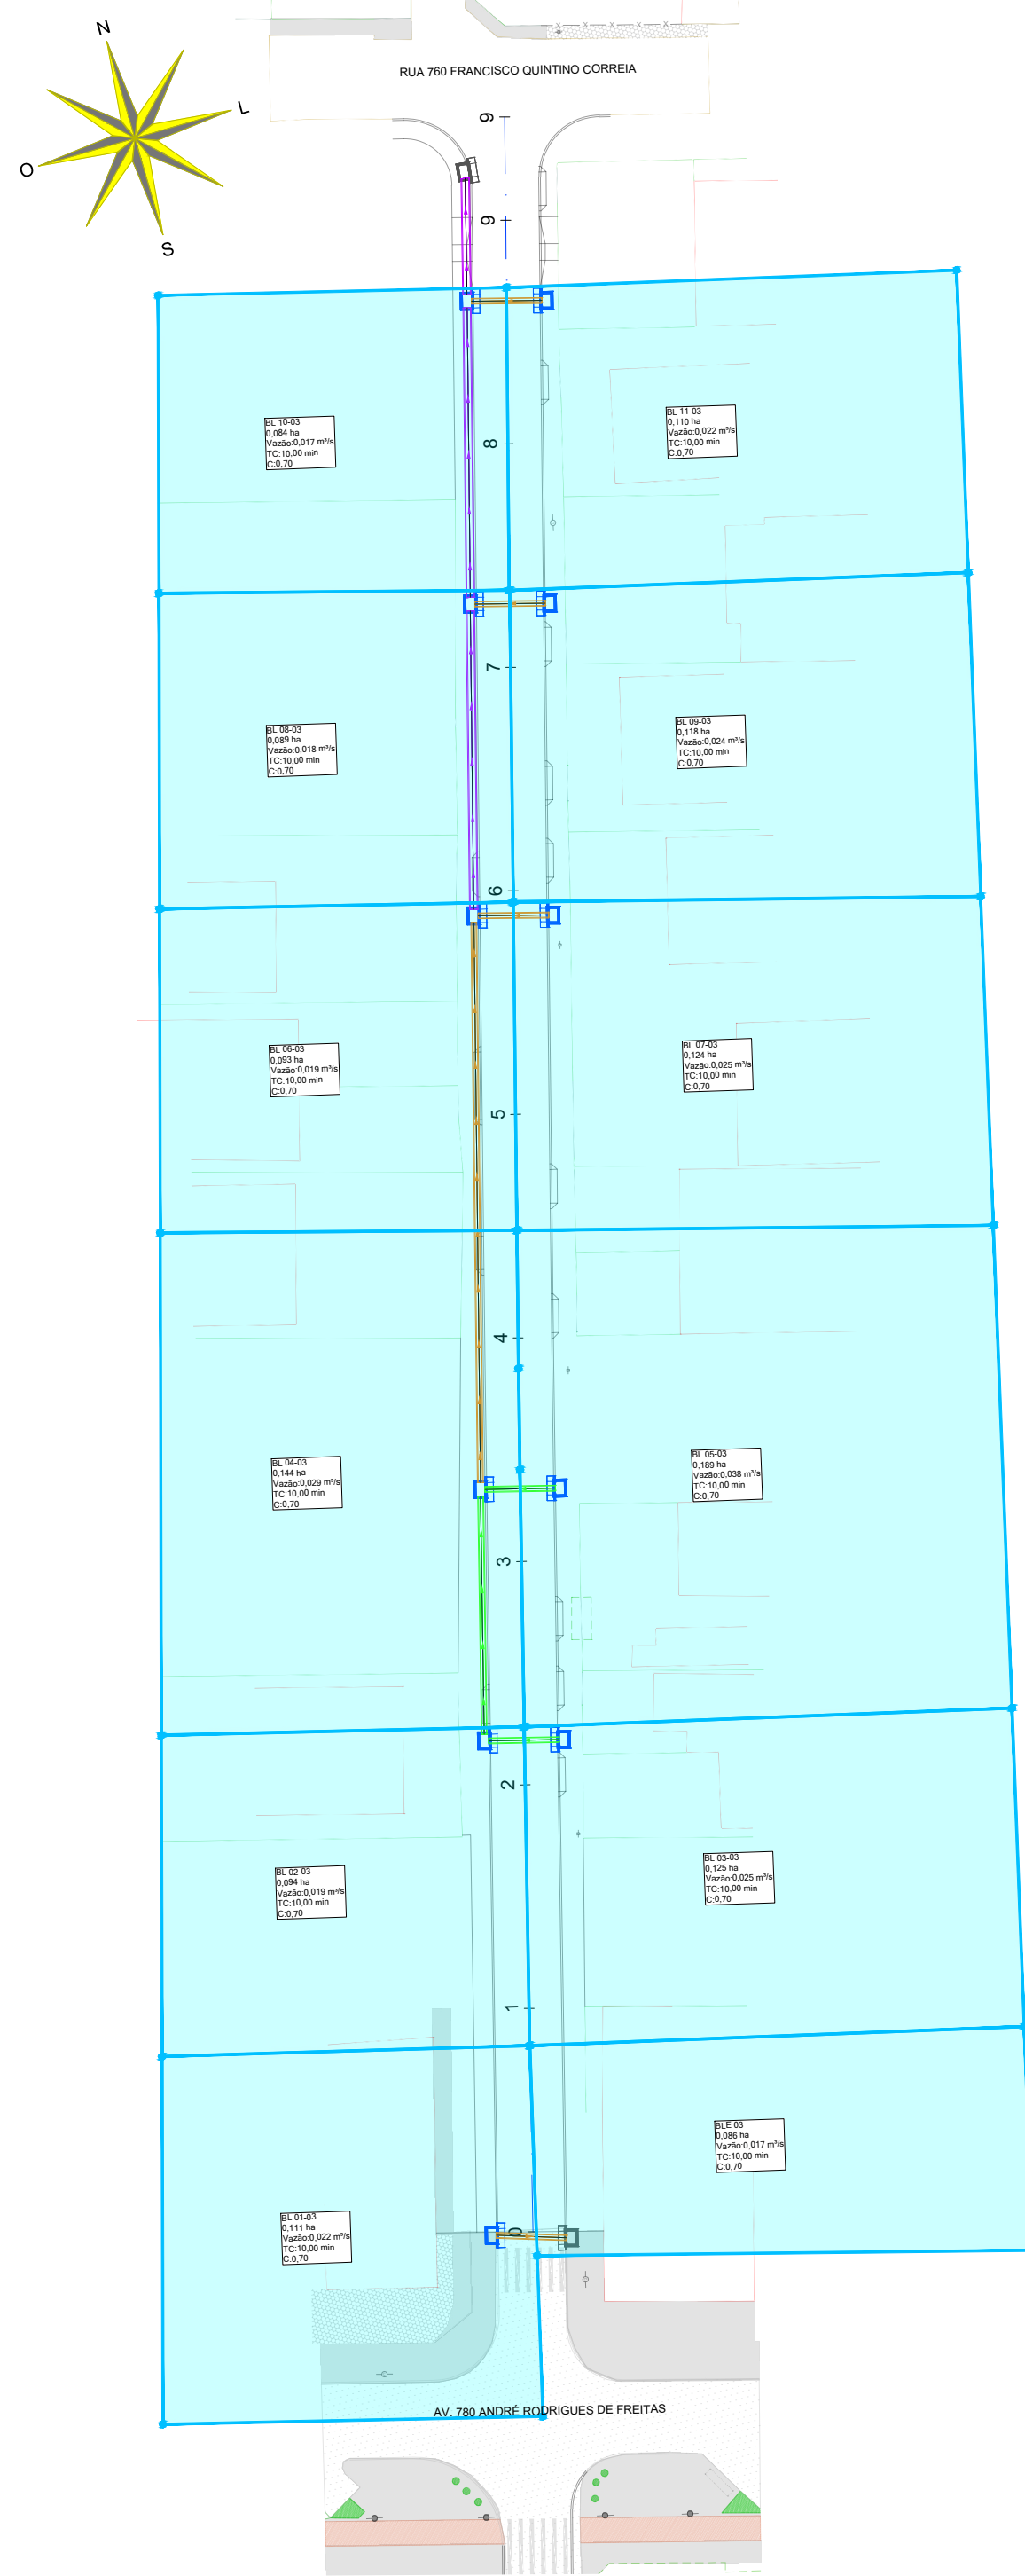 N
RUA 760 FRANCISCO QUINTINO CORREIA
L
O
S
9
9
BL 10-03
0,084 ha
Vazão:0,017 m³/s
TC:10,00 min
C:0,70
BL 11-03
0,110 ha
Vazão:0,022 m³/s
TC:10,00 min
C:0,70
8
7
BL 08-03
0,089 ha
Vazão:0,018 m³/s
TC:10,00 min
C:0,70
BL 09-03
0,118 ha
Vazão:0,024 m³/s
TC:10,00 min
C:0,70
6
BL 06-03
0,093 ha
Vazão:0,019 m³/s
TC:10,00 min
C:0,70
BL 07-03
0,124 ha
Vazão:0,025 m³/s
TC:10,00 min
C:0,70
5
4
BL 04-03
0,144 ha
Vazão:0,029 m³/s
TC:10,00 min
C:0,70
BL 05-03
0,189 ha
Vazão:0,038 m³/s
TC:10,00 min
C:0,70
3
2
BL 02-03
0,094 ha
Vazão:0,019 m³/s
TC:10,00 min
C:0,70
BL 03-03
0,125 ha
Vazão:0,025 m³/s
TC:10,00 min
C:0,70
1
BLE 03
0,086 ha
Vazão:0,017 m³/s
TC:10,00 min
C:0,70
BL 01-03
0,111 ha
Vazão:0,022 m³/s
TC:10,00 min
C:0,70
0
AV. 780 ANDRÉ RODRIGUES DE FREITAS